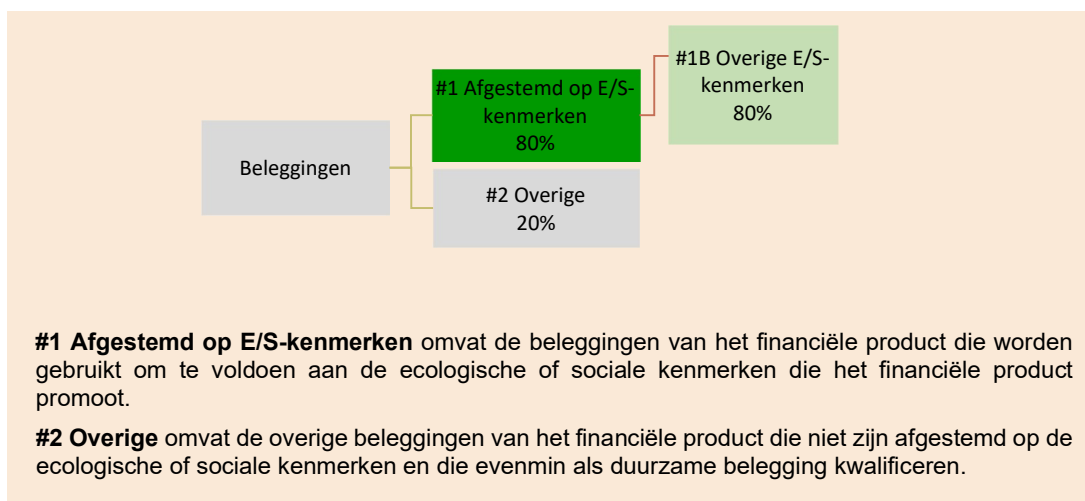 #1B Overige E/S-
kenmerken
80%
#1 Afgestemd op E/S-
kenmerken
80%
Beleggingen
#2 Overige
20%
#1 Afgestemd op E/S-kenmerken omvat de beleggingen van het financiële product die worden
gebruikt om te voldoen aan de ecologische of sociale kenmerken die het financiële product
promoot.
#2 Overige omvat de overige beleggingen van het financiële product die niet zijn afgestemd op de
ecologische of sociale kenmerken en die evenmin als duurzame belegging kwalificeren.